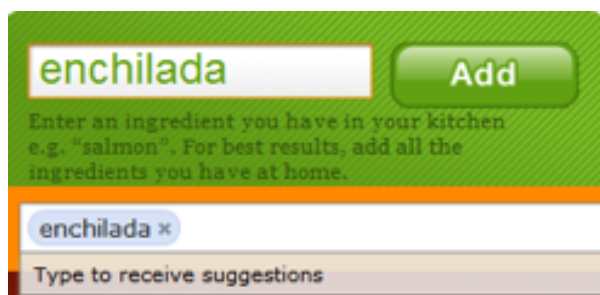 enchilada
Add
Enter an ingredient you have in your kitchen
e.g. “salmon”. For best results, add all the
ingredients you have at home.
enchilada ×
Type to receive suggestions